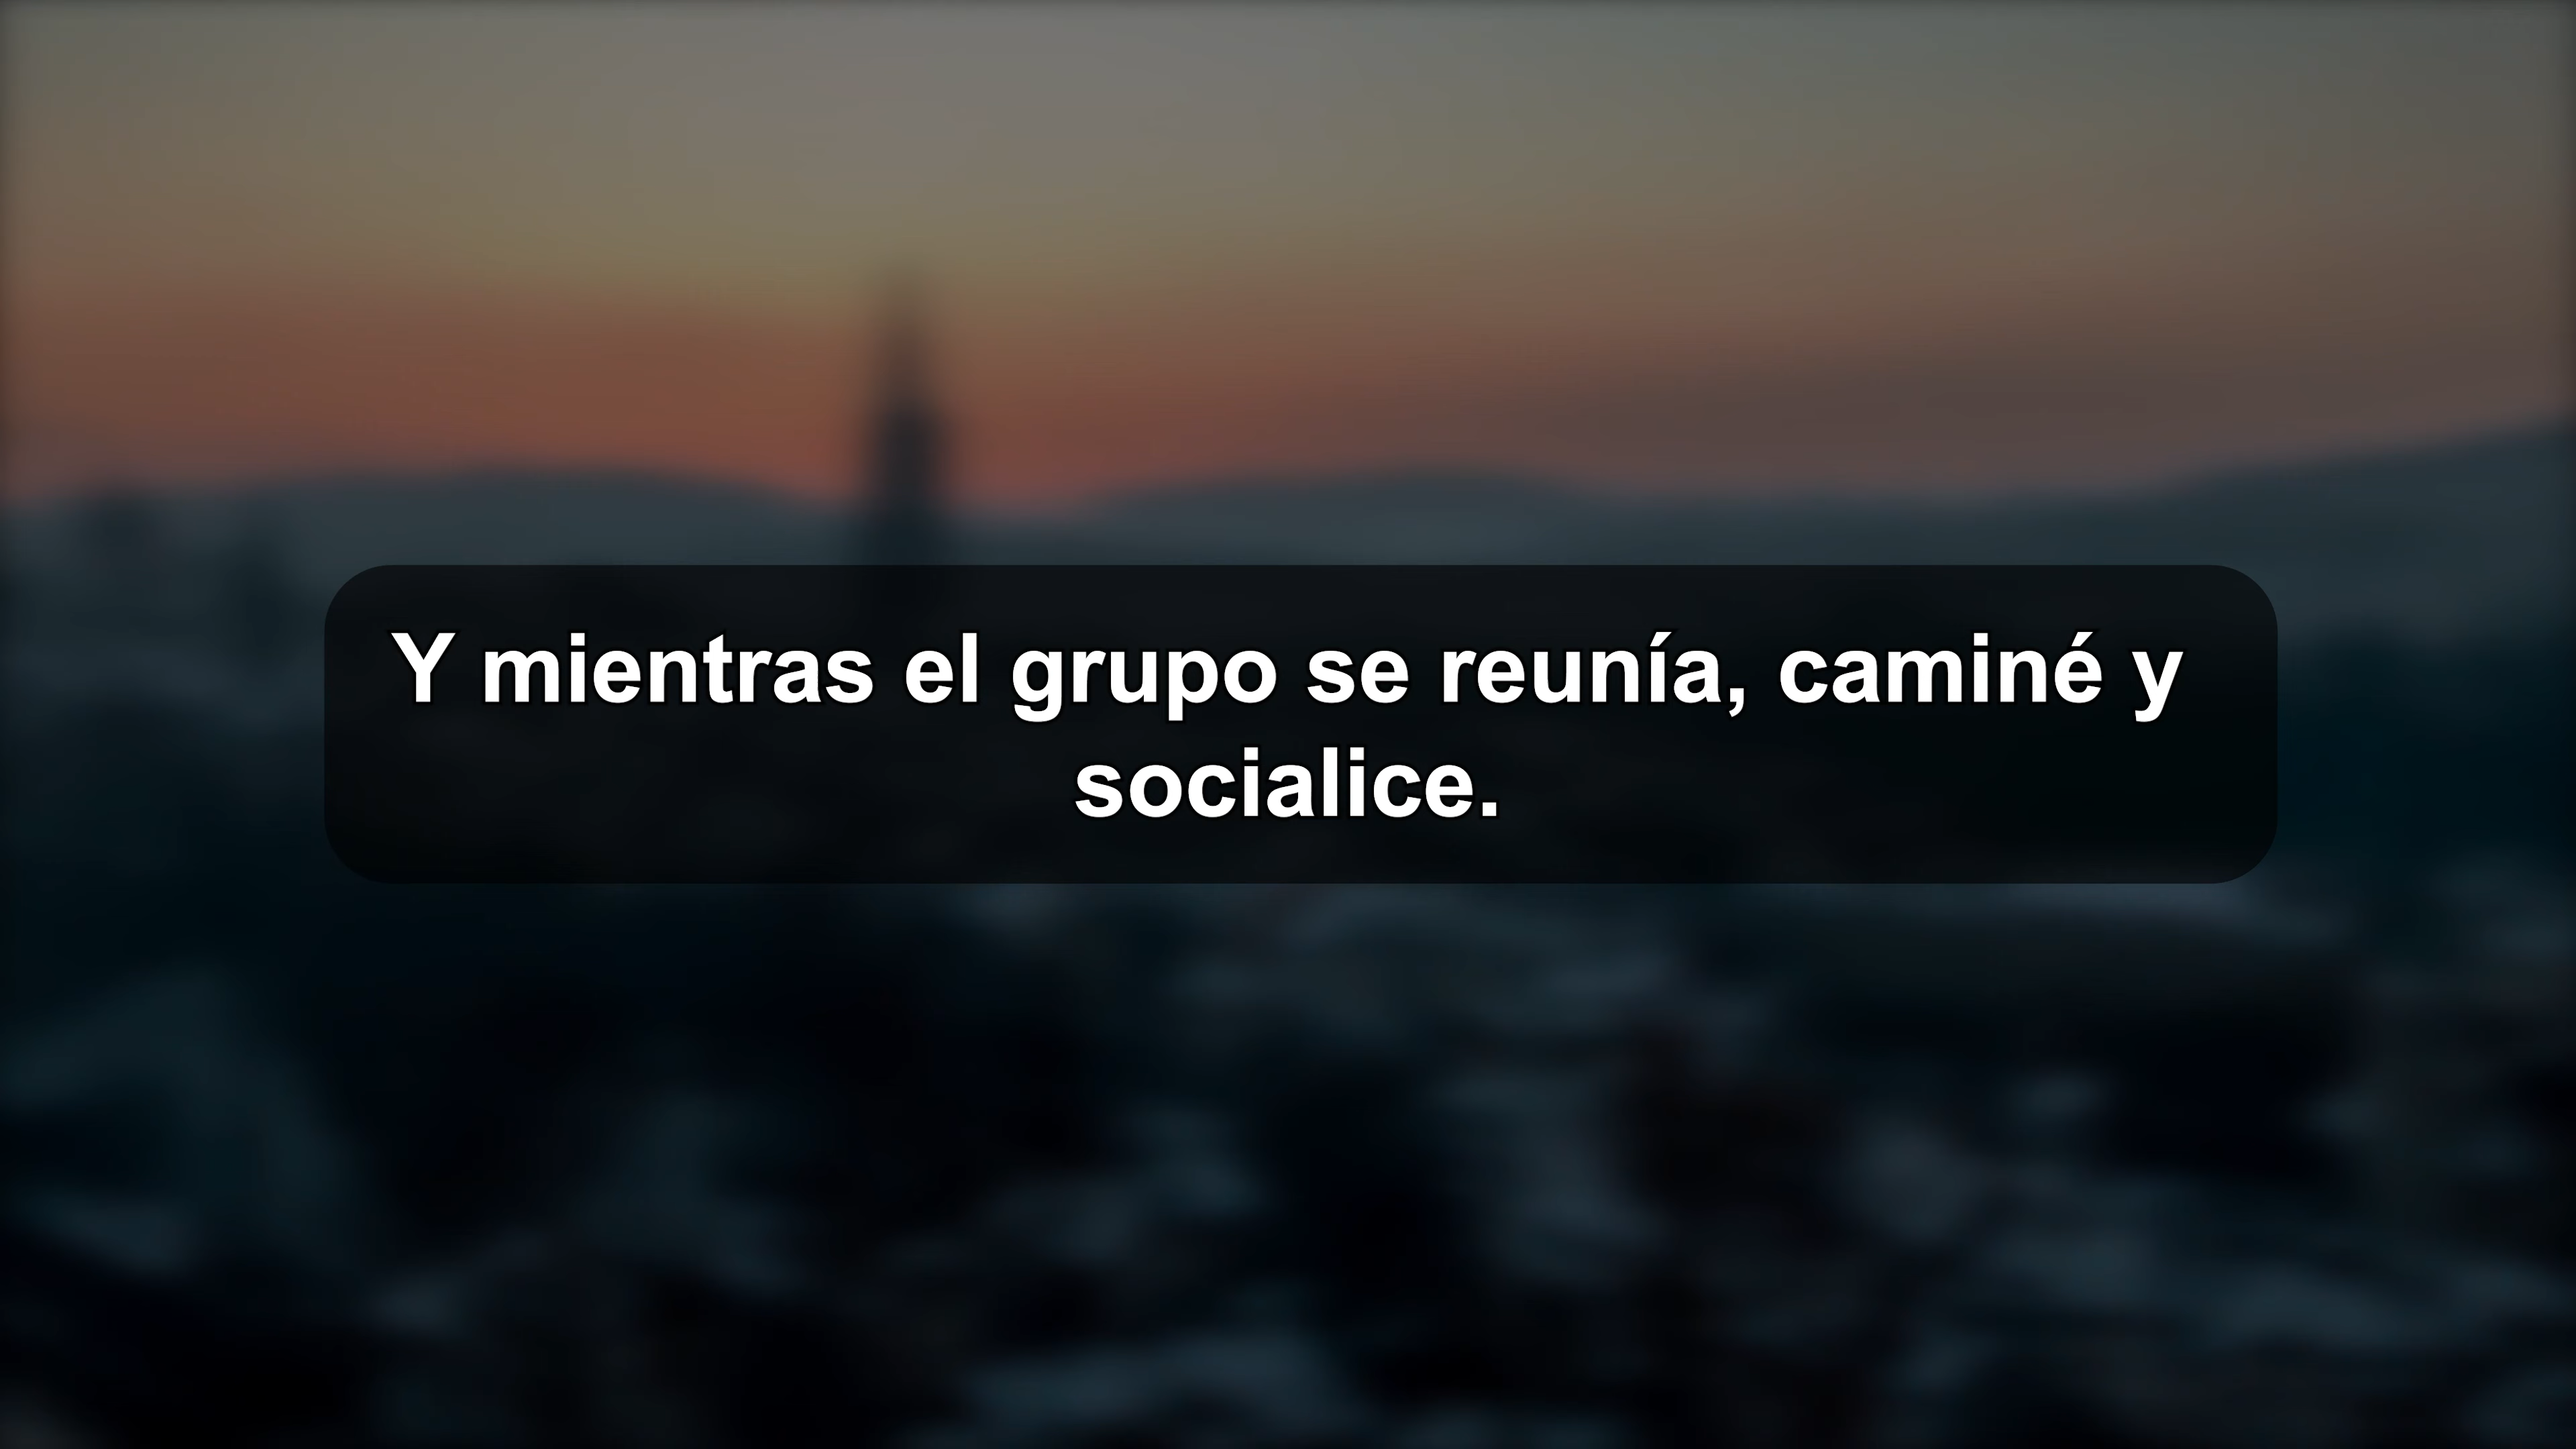 Y mientras el grupo se reunía, caminé y
socialice.